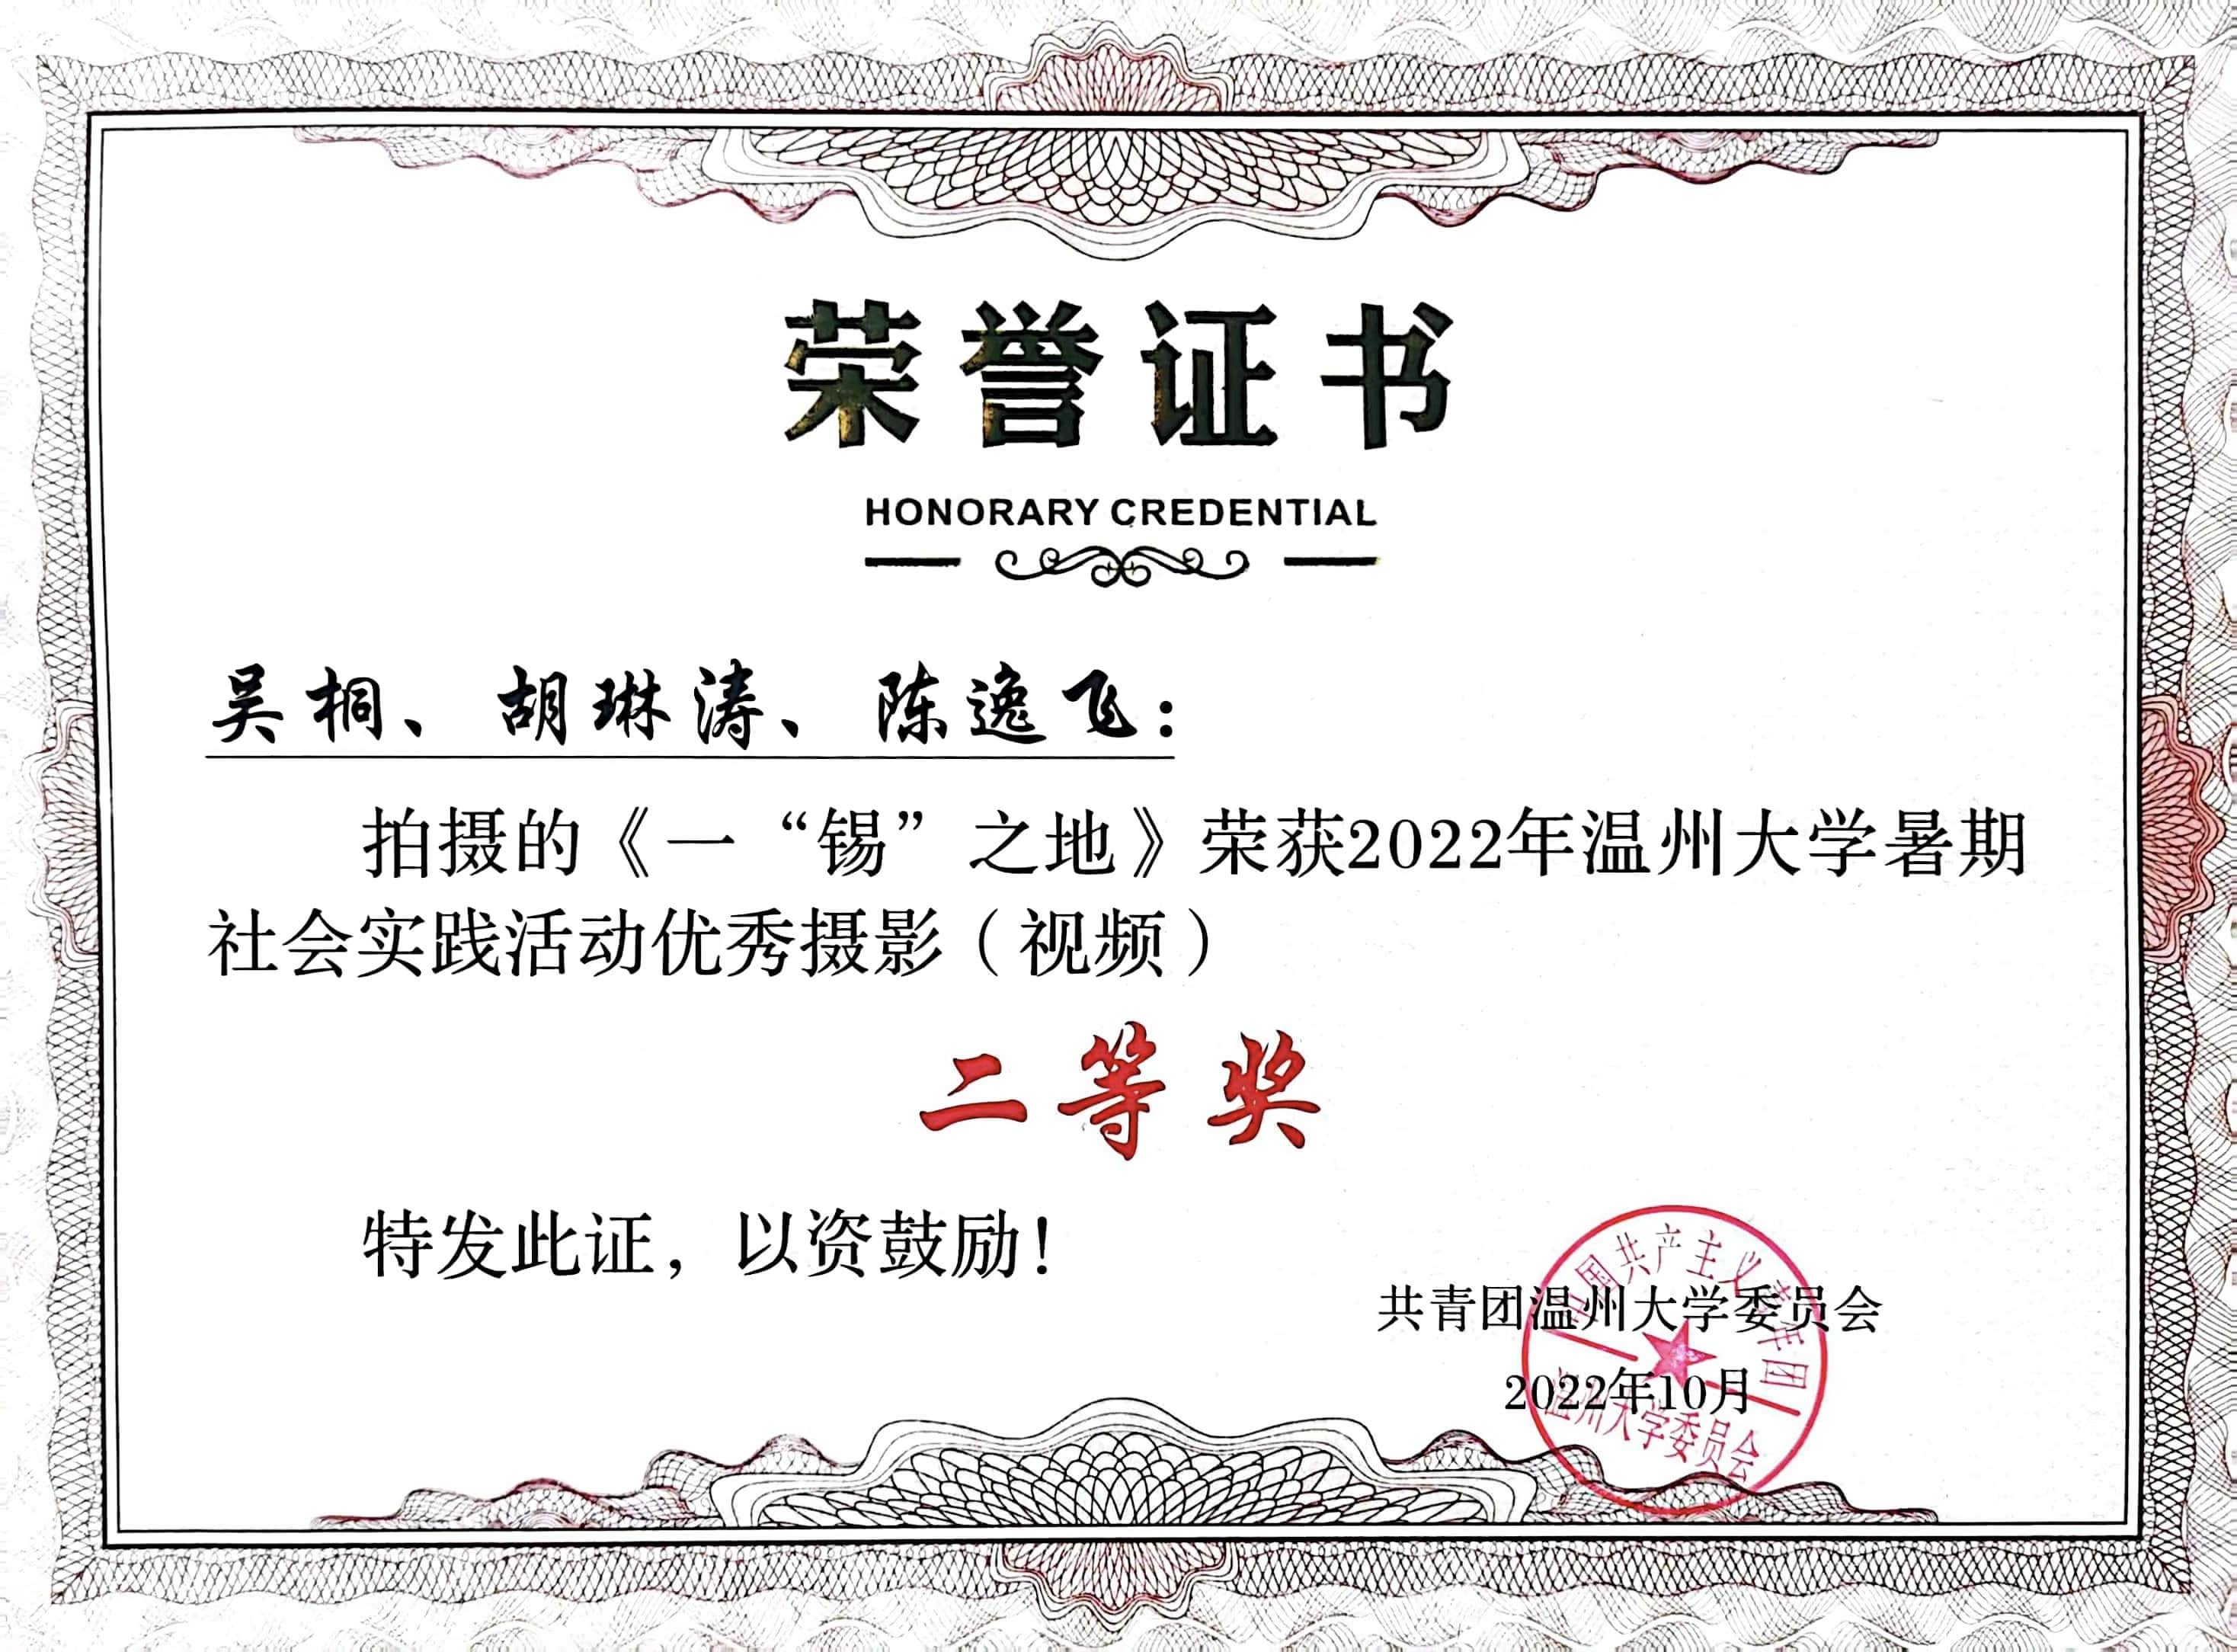 荣誉证书
HONORARY CREDENTIAL
吴桐、胡琳涛、陈逸飞：
拍摄的《一“锡”之地》荣获2022年温州大学暑期
社会实践活动优秀摄影（视频）
二等奖
特发此证，以资鼓励！
共青团温州大学委员会
2022年10月
中国共产主义青年团
温州大学委员会